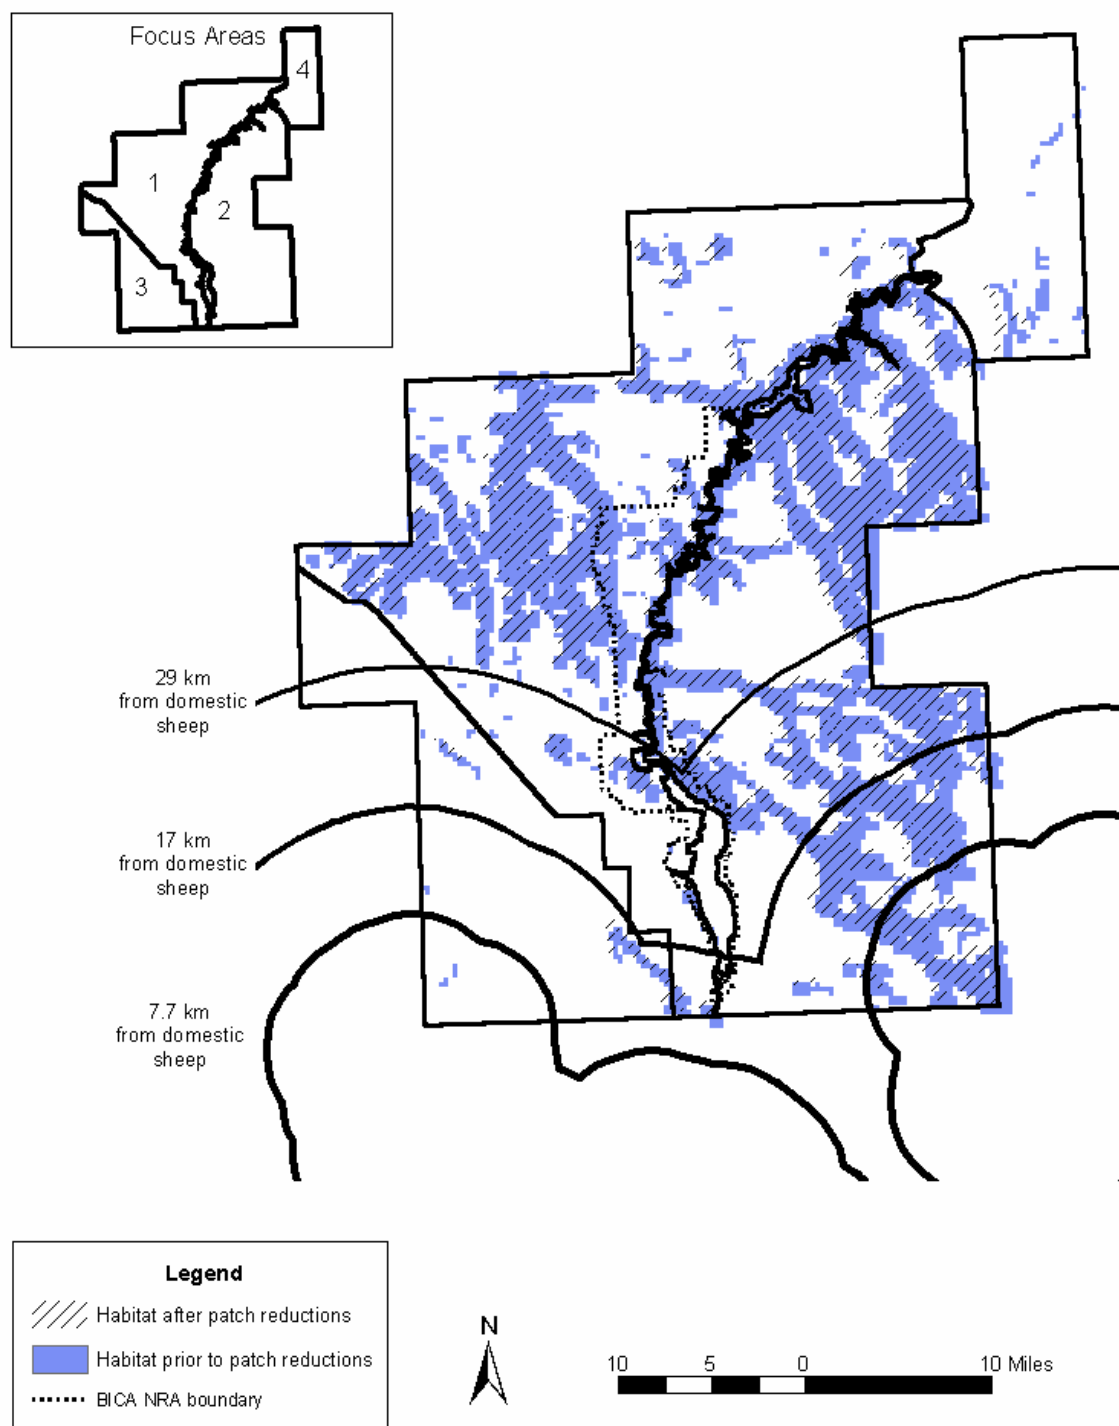 Focus Areas
4
1
2
3
29 km
from domestic
sheep
17 km
from domestic
sheep
7.7 km
from domestic
sheep
Legend
Habitat after patch reductions
Habitat prior to patch reductions
BICA NRA boundary
N
10 5 0 10 Miles